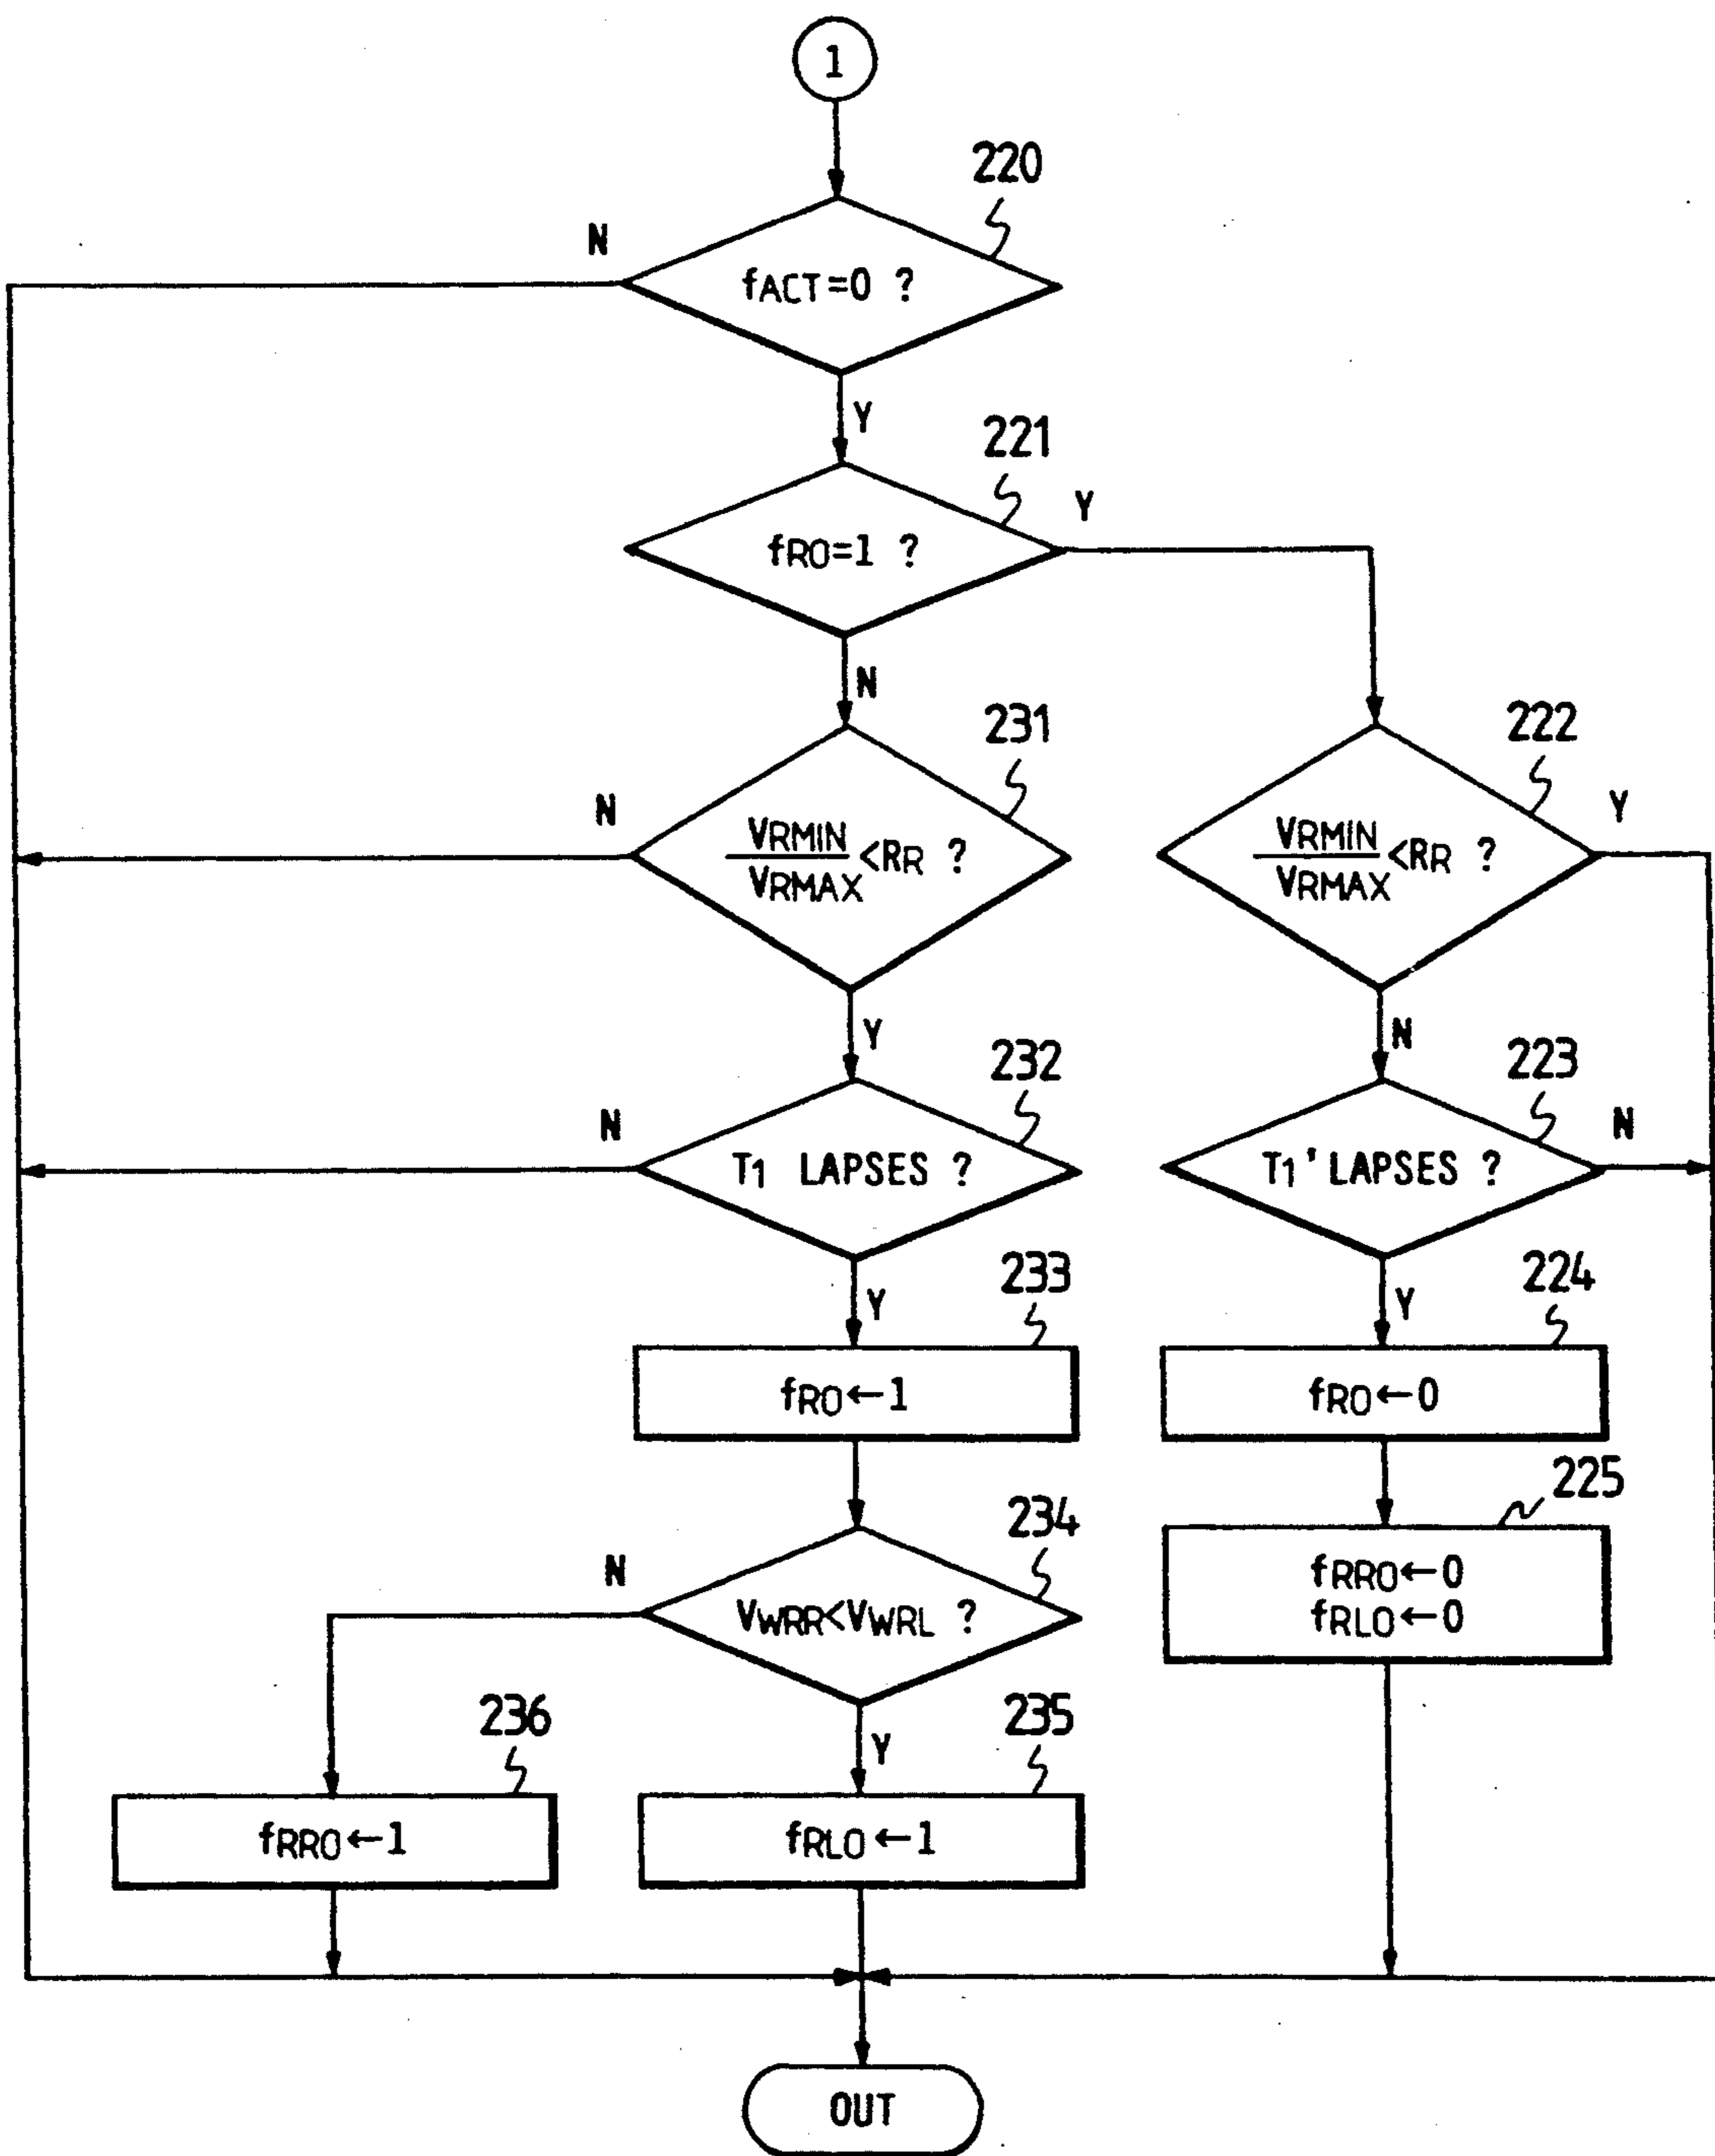 1
220
N
fACT=0 ?
Y
221
Y
fRO=1 ?
N
231
222
N
VRMIN
VRMAX
<RR ?
Y
VRMIN
VRMAX
<RR ?
Y
N
232
223
N
T1 LAPSES ?
N
T1' LAPSES ?
Y
233
Y
224
fRO←1
fRO←0
234
225
N
VWRR<VWRL ?
fRRO←0
fRLO←0
236
Y
235
fRRO←1
fRLO←1
OUT